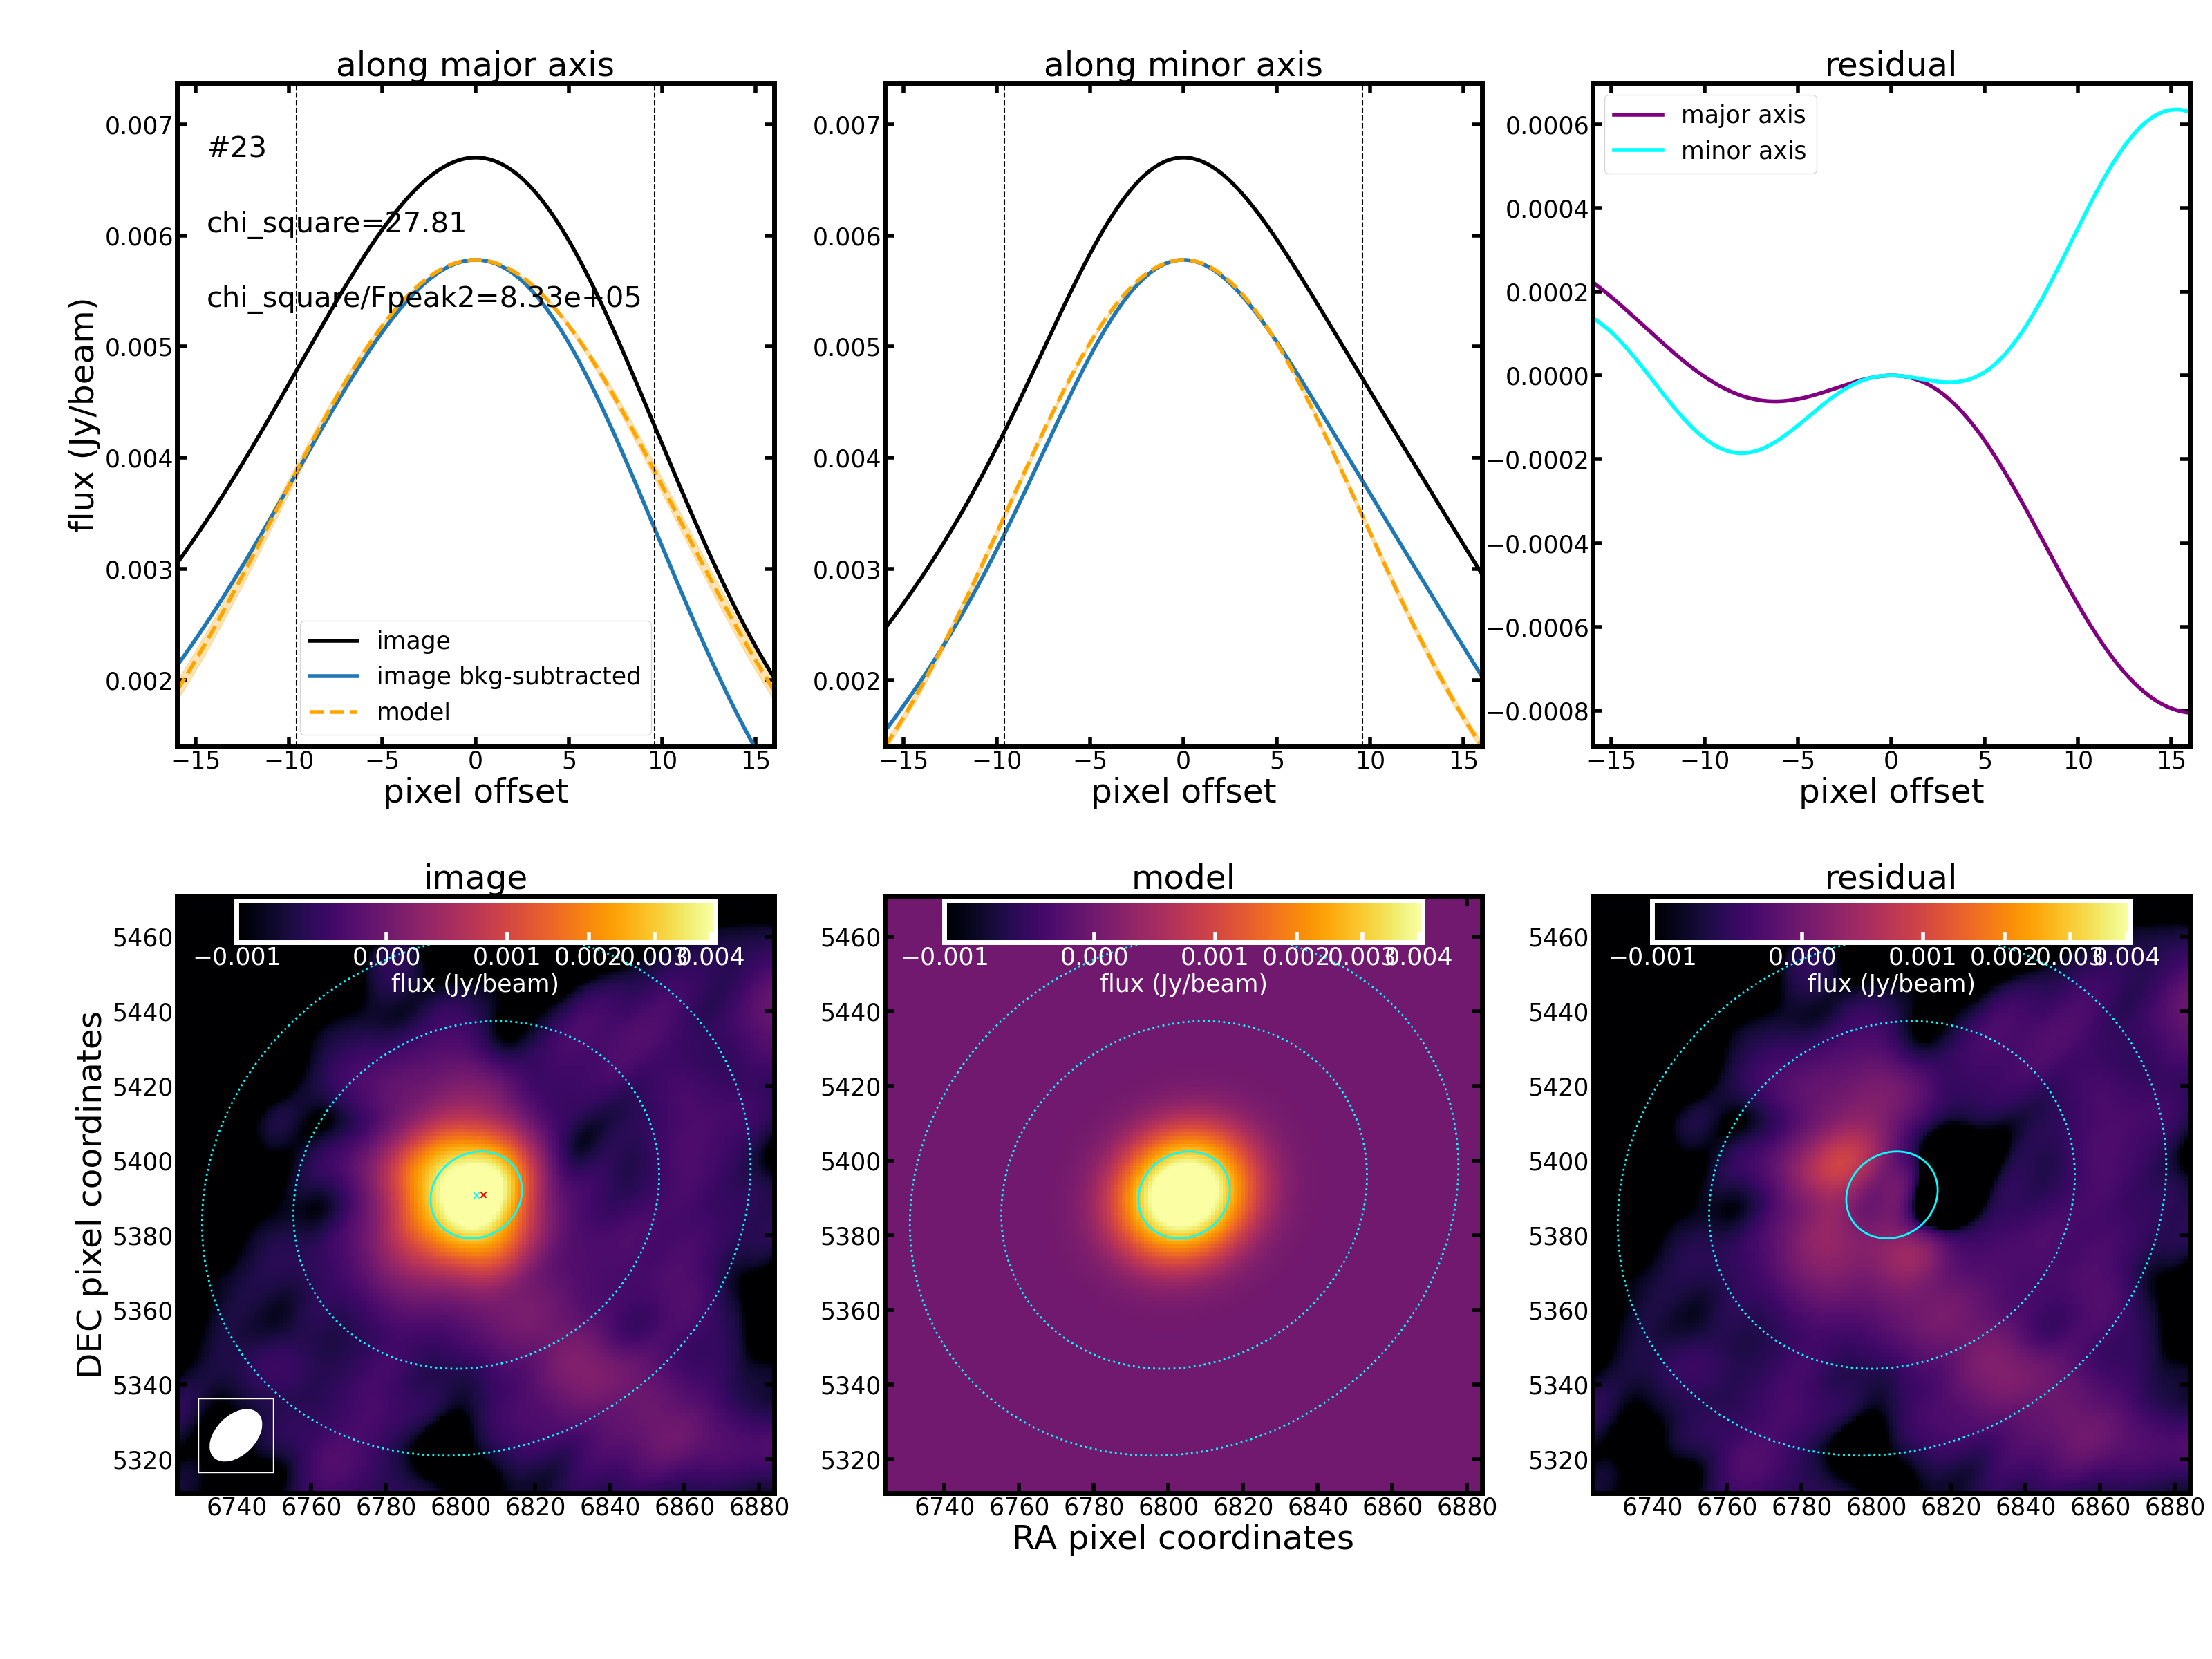 along major axis
along minor axis
residual
0.007
0.006
0.005
0.004
0.003
0.002
flux (Jy/beam)
#23
chi_square=27.81
chi_square/Fpeak2=8.33e+05
image
image bkg-subtracted
model
−15 −10 −5 0 5 10 15
pixel offset
0.007
0.006
0.005
0.004
0.003
0.002
−15 −10 −5 0 5 10 15
pixel offset
major axis
minor axis
0.0006
0.0004
0.0002
0.0000
−0.0002
−0.0004
−0.0006
−0.0008
−15 −10 −5 0 5 10 15
pixel offset
image
model
residual
−0.001 0.000 0.001 0.002 0.003 0.004
flux (Jy/beam)
5460
5440
5420
5400
5380
5360
5340
5320
DEC pixel coordinates
6740 6760 6780 6800 6820 6840 6860 6880
−0.001 0.000 0.001 0.002 0.003 0.004
flux (Jy/beam)
5460
5440
5420
5400
5380
5360
5340
5320
6740 6760 6780 6800 6820 6840 6860 6880
RA pixel coordinates
−0.001 0.000 0.001 0.002 0.003 0.004
flux (Jy/beam)
5460
5440
5420
5400
5380
5360
5340
5320
6740 6760 6780 6800 6820 6840 6860 6880